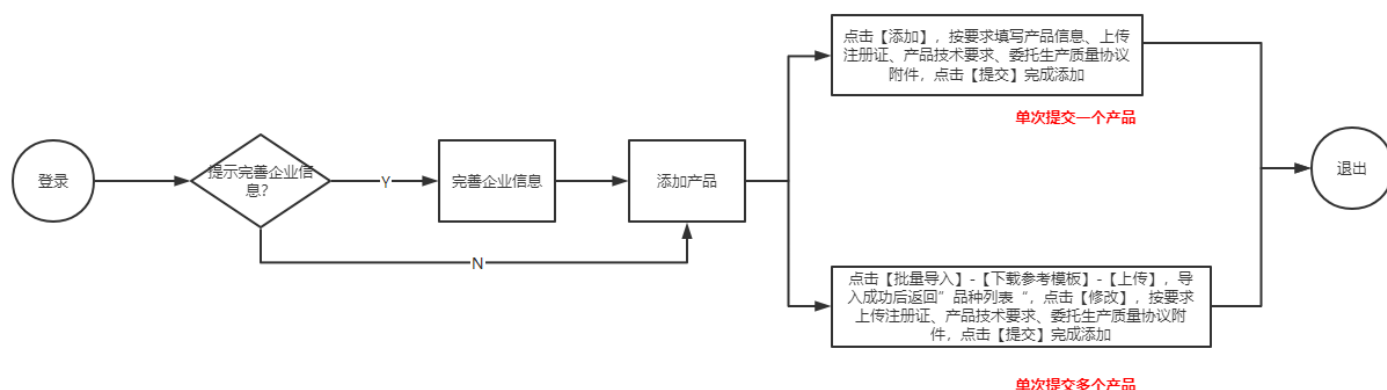 登录
提示完善企业信
息?
Y
N
完善企业信息
添加产品
点击【添加】，按要求填写产品信息、上传
注册证、产品技术要求、委托生产质量协议
附件，点击【提交】完成添加
单次提交一个产品
点击【批量导入】-【下载参考模板】-【上传】，导
入成功后返回”品种列表“，点击【修改】，按要求
上传注册证、产品技术要求、委托生产质量协议附
件，点击【提交】完成添加
单次提交多个产品
退出